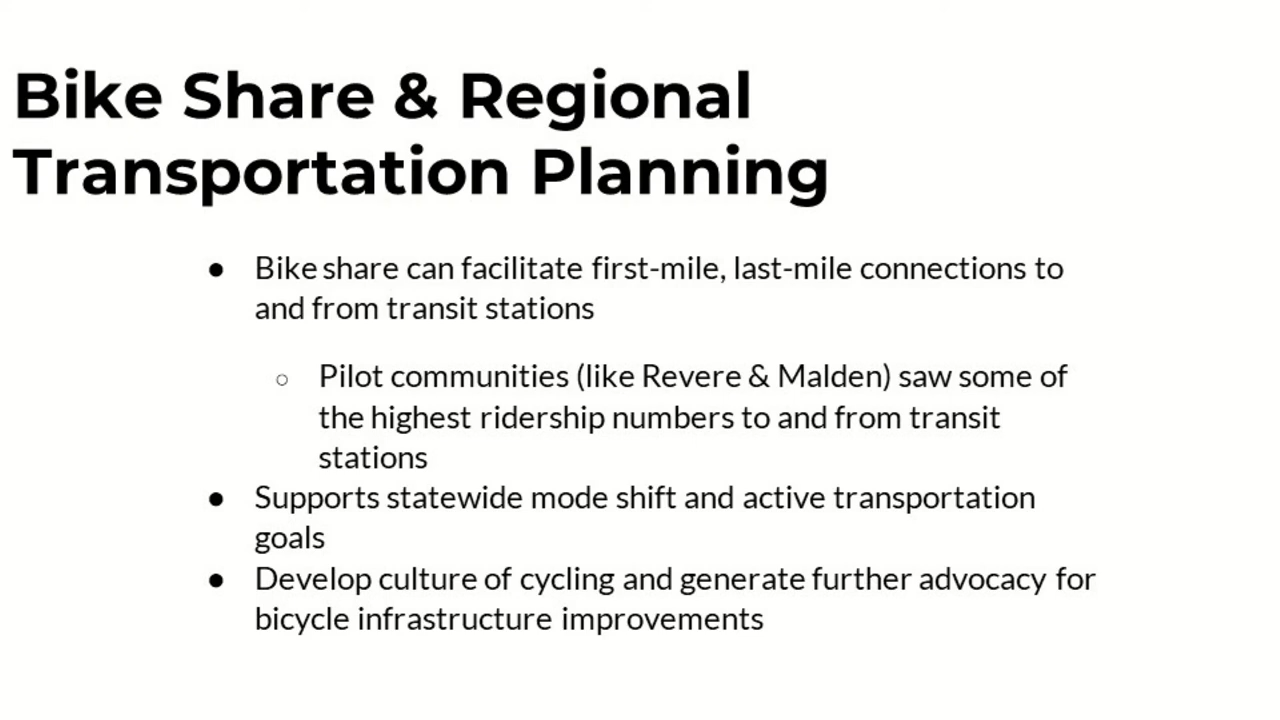 Bike Share & Regional
Transportation Planning
● Bike share can facilitate first-mile, last-mile connections to
and from transit stations
○ Pilot communities (like Revere & Malden) saw some of
the highest ridership numbers to and from transit
stations
● Supports statewide mode shift and active transportation
goals
● Develop culture of cycling and generate further advocacy for
bicycle infrastructure improvements